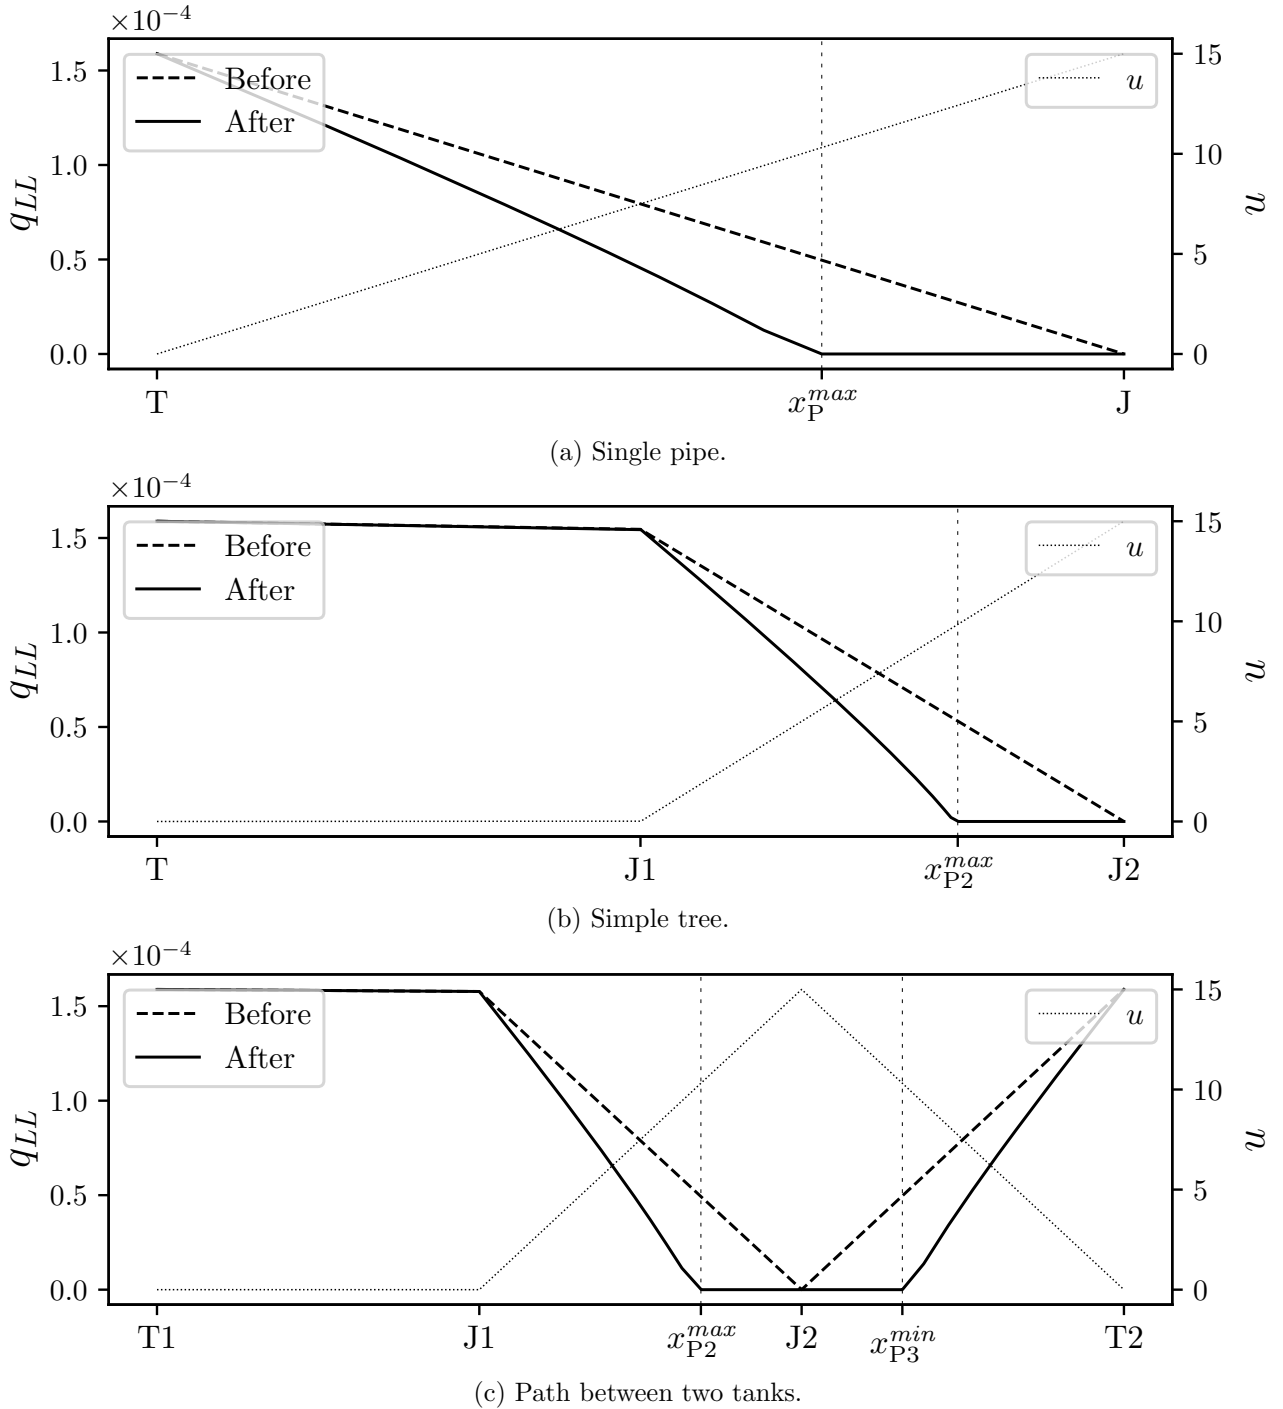 ×10⁻⁴
Before
After
u
q_LL
1.5
1.0
0.5
0.0
15
10
5
0
u
T
x_P^max
J
(a) Single pipe.
×10⁻⁴
Before
After
u
q_LL
1.5
1.0
0.5
0.0
15
10
5
0
u
T
J1
x_P2^max
J2
(b) Simple tree.
×10⁻⁴
Before
After
u
q_LL
1.5
1.0
0.5
0.0
15
10
5
0
u
T1
J1
x_P2^max
J2
x_P3^min
T2
(c) Path between two tanks.